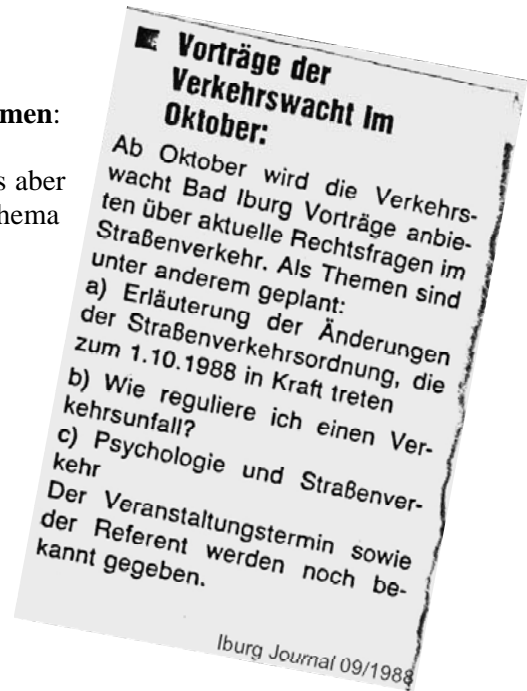 men:
s aber
hema
Vorträge der
Verkehrswacht Im
Oktober:
Ab Oktober wird die Verkehrs-
wacht Bad Iburg Vorträge anbie-
ten über aktuelle Rechtsfragen im
Straßenverkehr. Als Themen sind
unter anderem geplant:
a) Erläuterung der Änderungen
der Straßenverkehrsordnung, die
zum 1.10.1988 in Kraft treten
b) Wie reguliere ich einen Ver-
kehrsunfall?
c) Psychologie und Straßenver-
kehr
Der Veranstaltungstermin sowie
der Referent werden noch be-
kannt gegeben.
Iburg Journal 09/1988